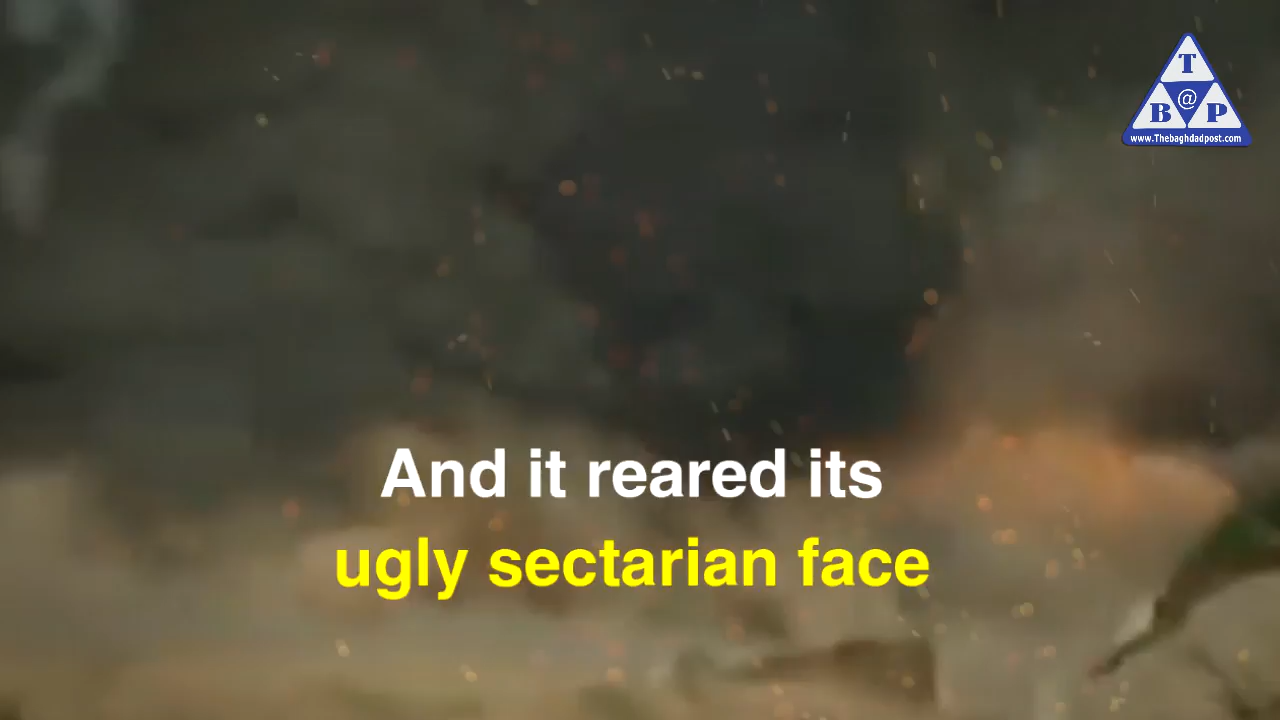 T
@
B P
www.Thebaghdadpost.com
And it reared its
ugly sectarian face